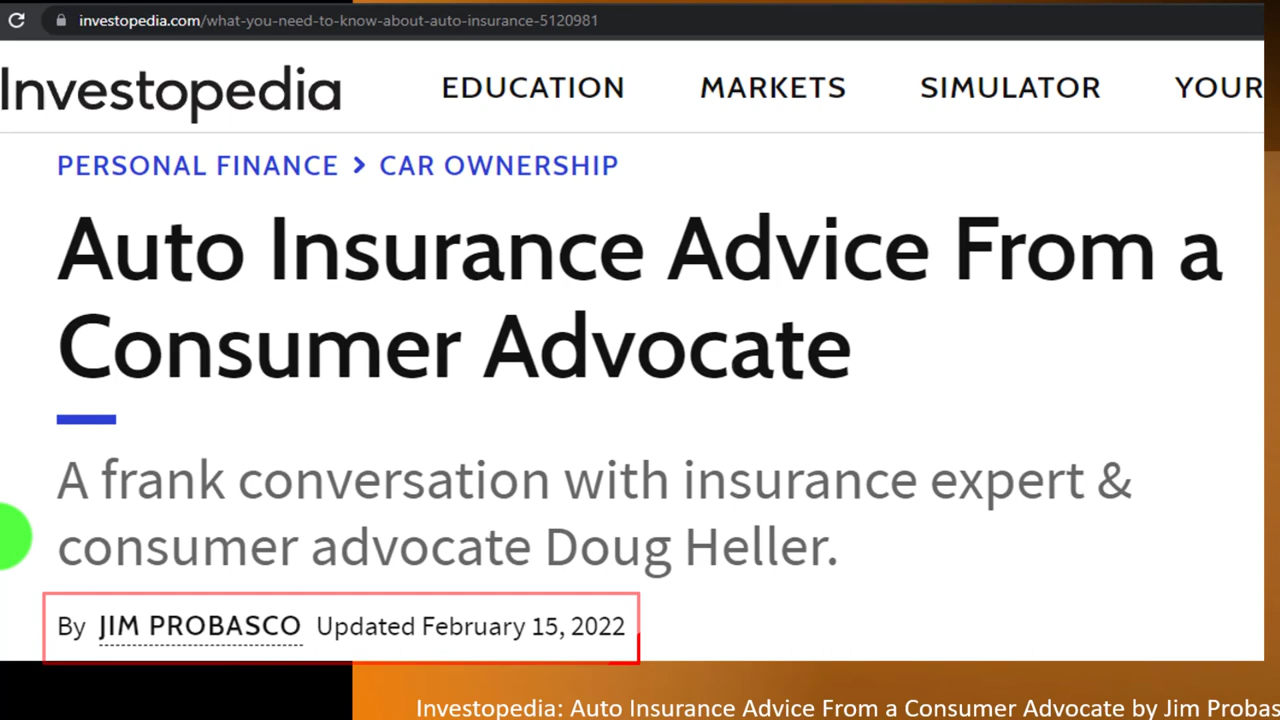 investopedia.com/what-you-need-to-know-about-auto-insurance-5120981
Investopedia EDUCATION MARKETS SIMULATOR YOUR
PERSONAL FINANCE > CAR OWNERSHIP
Auto Insurance Advice From a
Consumer Advocate
A frank conversation with insurance expert &
consumer advocate Doug Heller.
By JIM PROBASCO Updated February 15, 2022
Investopedia: Auto Insurance Advice From a Consumer Advocate by Jim Probas